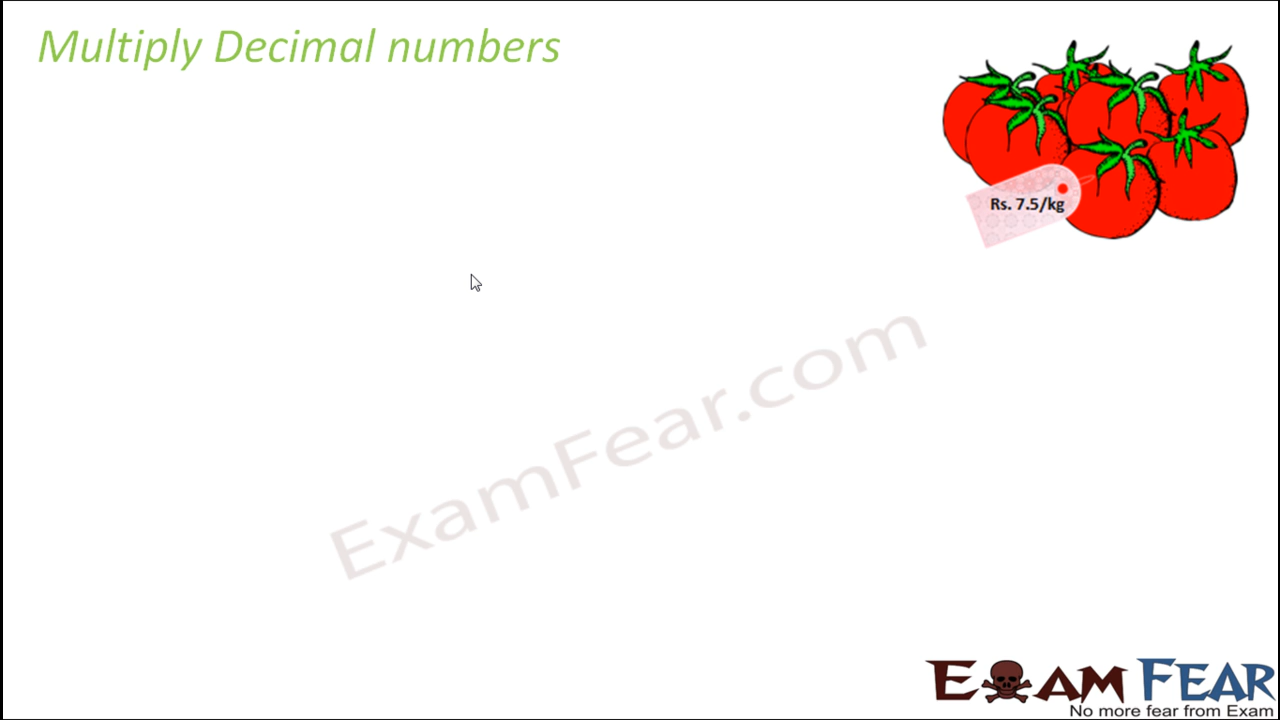 Multiply Decimal numbers
Rs. 7.5/kg
ExamFear.com
EXAM FEAR
No more fear from Exam